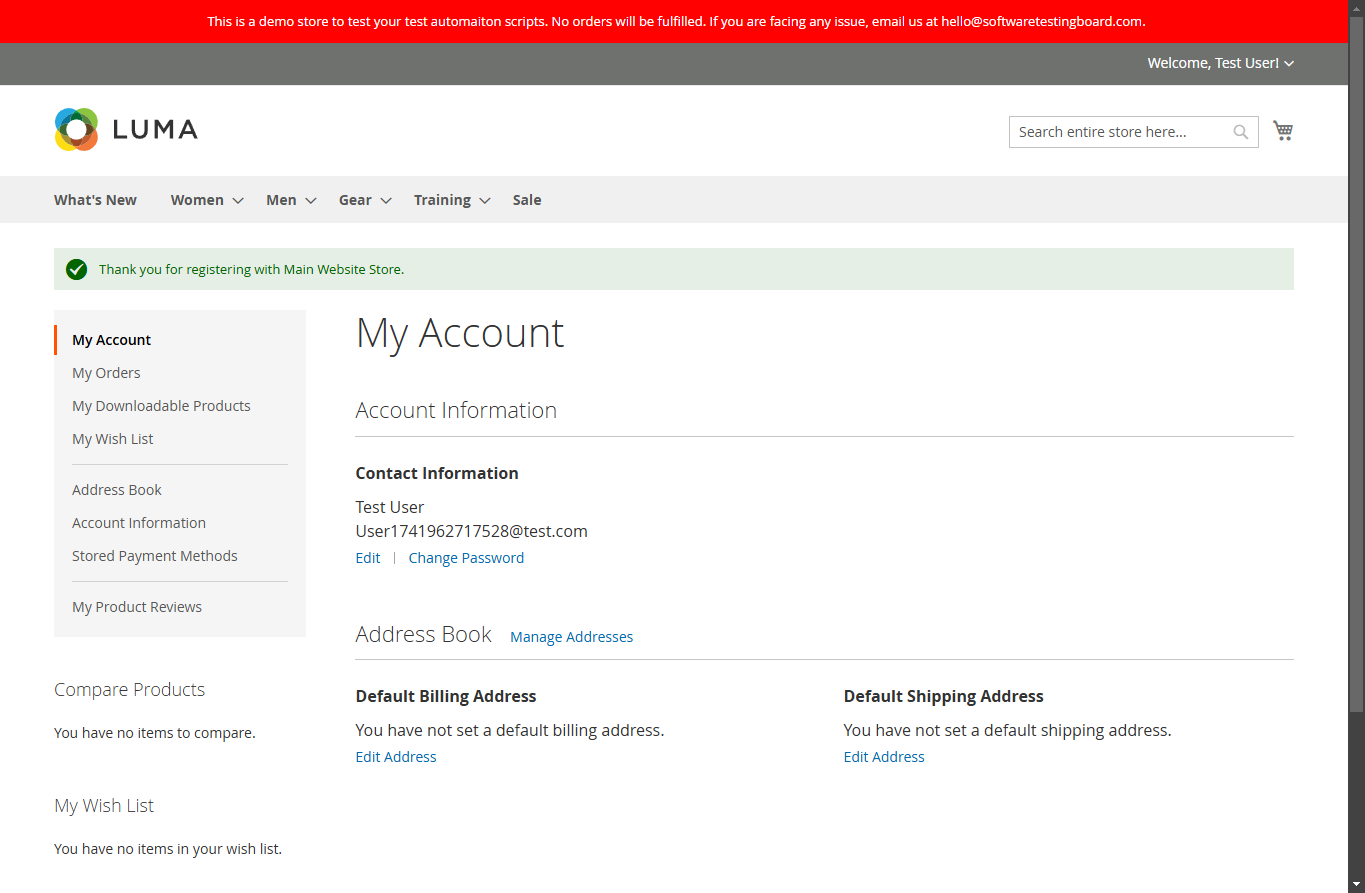 This is a demo store to test your test automaiton scripts. No orders will be fulfilled. If you are facing any issue, email us at hello@softwaretestingboard.com.
Welcome, Test User!
LUMA
Search entire store here...
What's New Women Men Gear Training Sale
Thank you for registering with Main Website Store.
My Account
My Orders
My Downloadable Products
My Wish List
Address Book
Account Information
Stored Payment Methods
My Product Reviews
Compare Products
You have no items to compare.
My Wish List
You have no items in your wish list.
My Account
Account Information
Contact Information
Test User
User1741962717528@test.com
Edit | Change Password
Address Book Manage Addresses
Default Billing Address
You have not set a default billing address.
Edit Address
Default Shipping Address
You have not set a default shipping address.
Edit Address